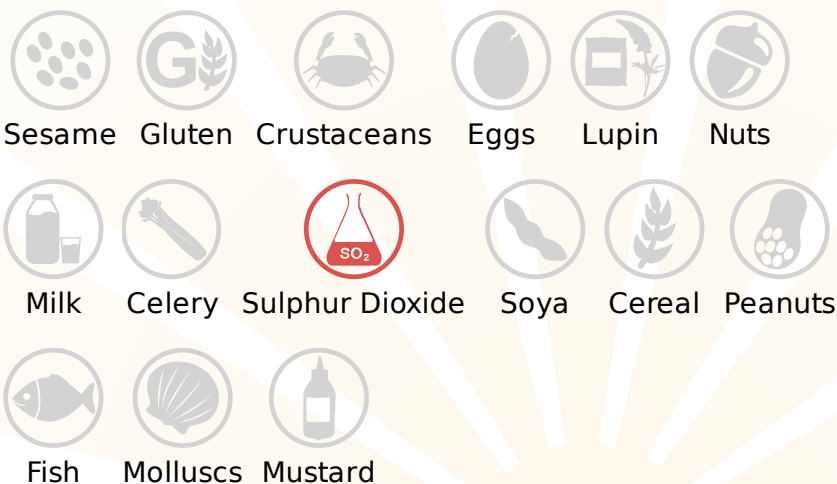 G
Sesame Gluten Crustaceans Eggs Lupin Nuts
SO₂
Milk Celery Sulphur Dioxide Soya Cereal Peanuts
Fish Molluscs Mustard